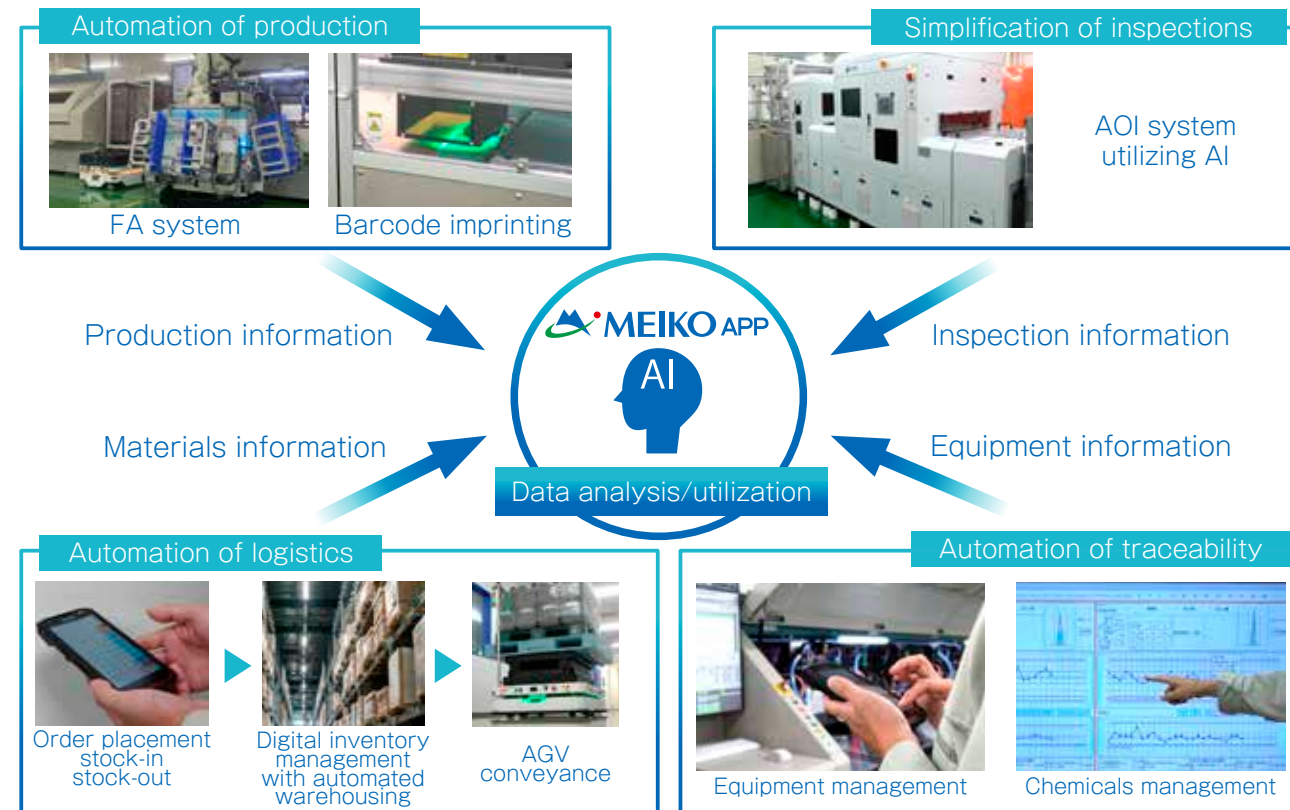 Automation of production
Simplification of inspections
FA system
Barcode imprinting
AOI system
utilizing AI
Production information
Inspection information
MEIKO APP
AI
Materials information
Equipment information
Data analysis/utilization
Automation of logistics
Automation of traceability
Order placement
stock-in
stock-out
Digital inventory
management
with automated
warehousing
AGV
conveyance
Equipment management
Chemicals management